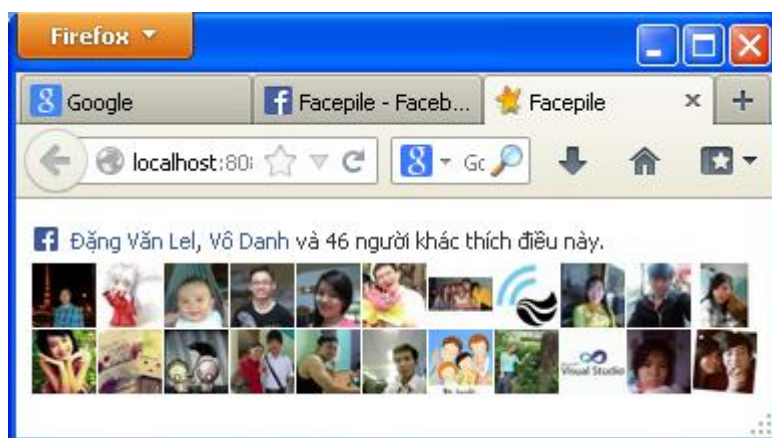 Firefox
Google
Facepile - Faceb...
Facepile
localhost:80
Đặng Văn Lel, Vô Danh và 46 người khác thích điều này.
Visual Studio